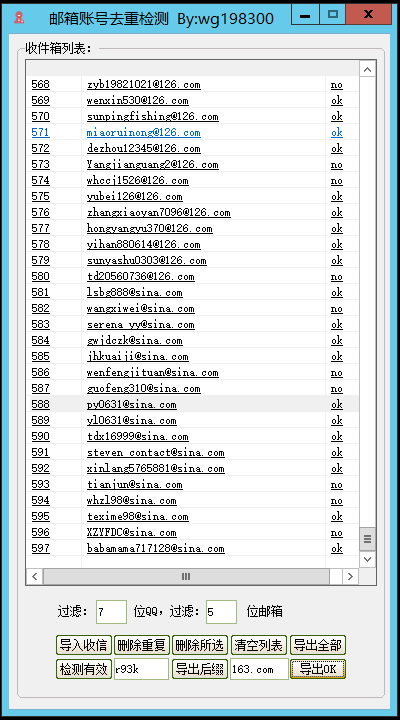 邮箱账号去重检测 By:wg198300
收件箱列表:
568 zyb19821021@126.com no
569 wenxin530@126.com ok
570 sunpingfishing@126.com ok
571 miaoruinong@126.com ok
572 dezhou12345@126.com ok
573 Yangjianguang2@126.com no
574 whccj1526@126.com no
575 yubei126@126.com ok
576 zhangxiaoyan7096@126.com ok
577 hongyangyu370@126.com ok
578 yihan880614@126.com ok
579 sunyashu0303@126.com ok
580 td20560736@126.com no
581 lsbg888@sina.com ok
582 wangxiwei@sina.com no
583 serena_yy@sina.com ok
584 gwjdczk@sina.com ok
585 jhkuaiji@sina.com ok
586 wenfengjituan@sina.com no
587 guofeng310@sina.com no
588 py0631@sina.com ok
589 yl0631@sina.com ok
590 tdx16999@sina.com ok
591 steven_contact@sina.com ok
592 xinlang5765881@sina.com ok
593 tianjun@sina.com no
594 whzl98@sina.com no
595 texime98@sina.com ok
596 XZYFDC@sina.com no
597 babamama717128@sina.com ok
过滤: 7 位QQ，过滤: 5 位邮箱
导入收信 删除重复 删除所选 清空列表 导出全部
检测有效 r93k 导出后缀 163.com 导出OK